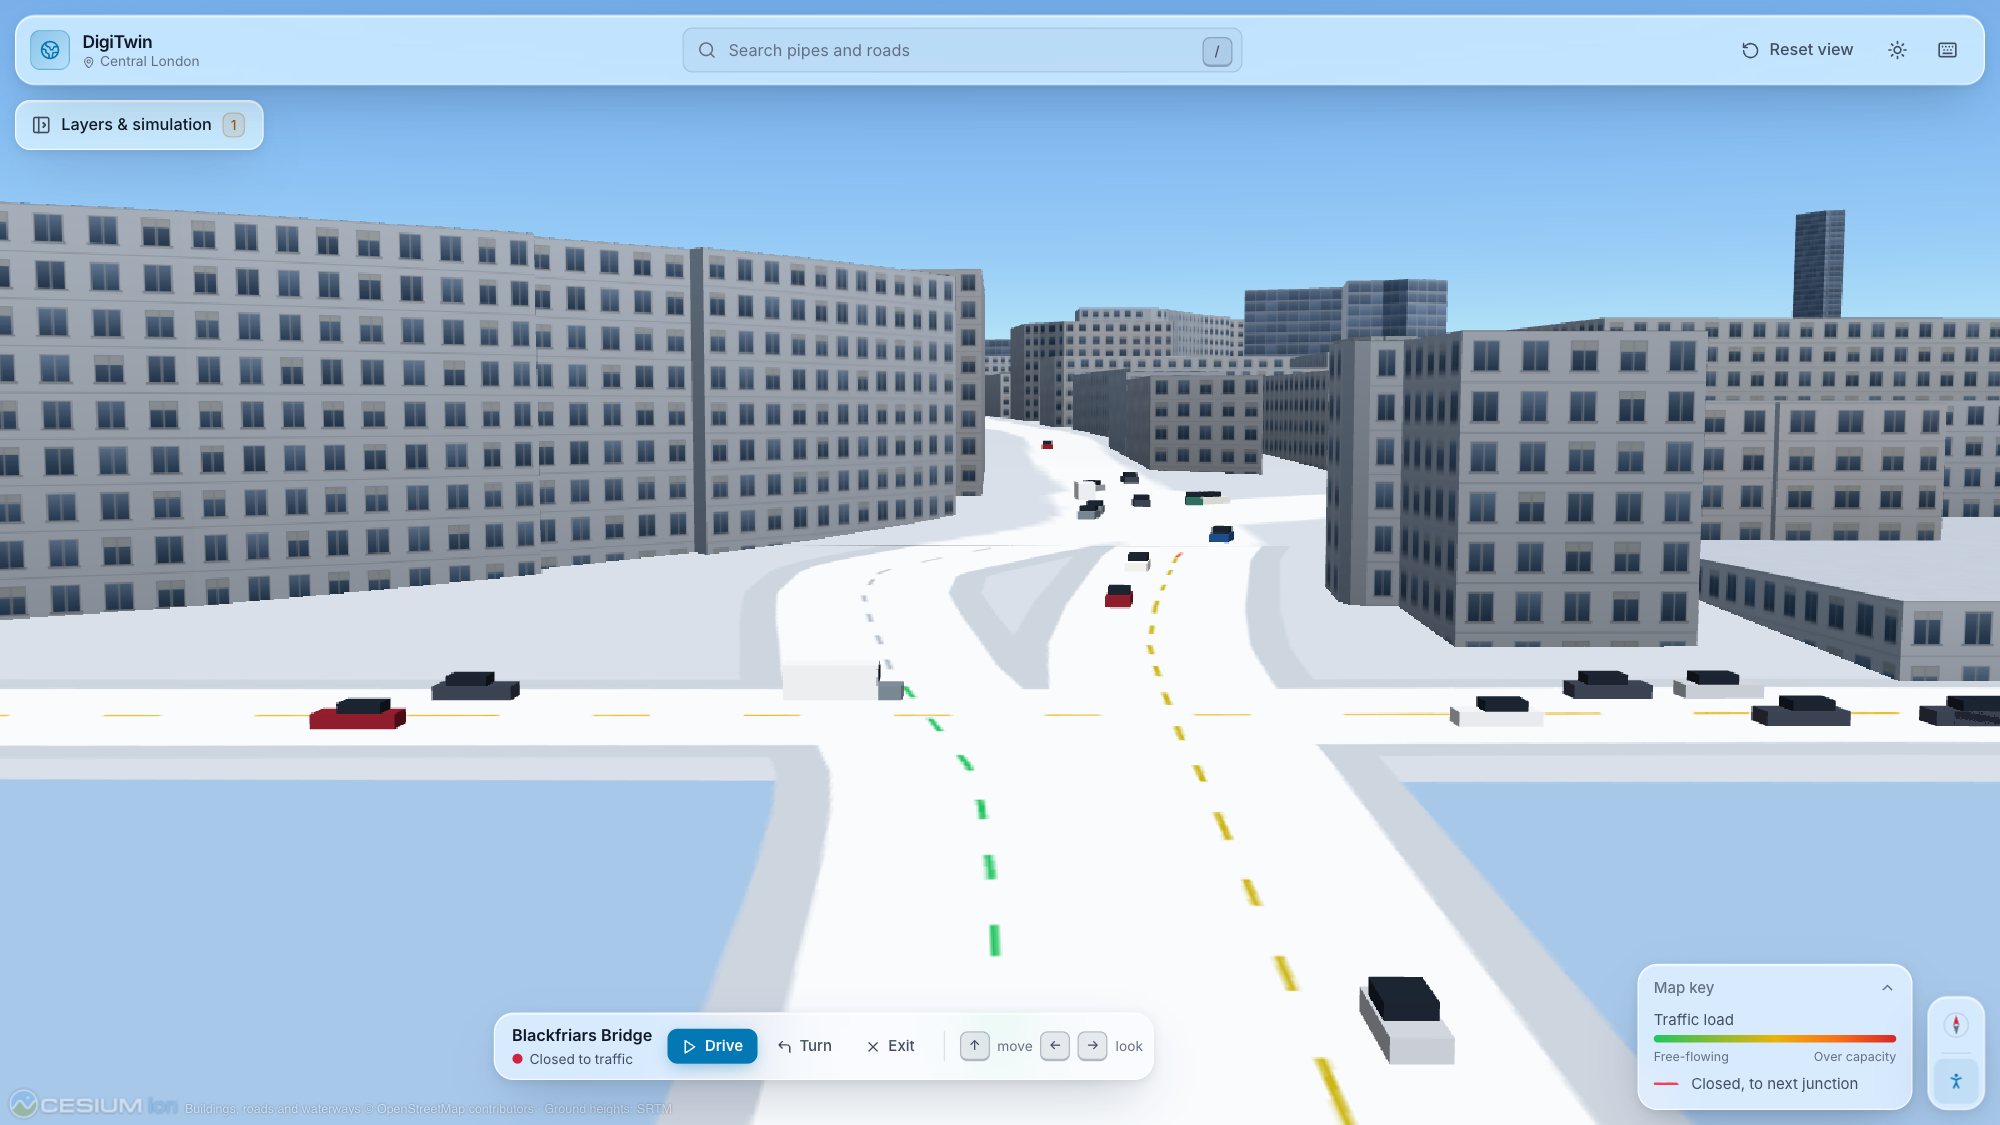 DigiTwin
Central London
Search pipes and roads
/
Reset view
Layers & simulation 1
Blackfriars Bridge
Closed to traffic
Drive
Turn
Exit
↑ move ← → look
Map key
Traffic load
Free-flowing Over capacity
Closed, to next junction
CESIUM ion
Buildings, roads and waterways © OpenStreetMap contributors · Ground heights: SRTM